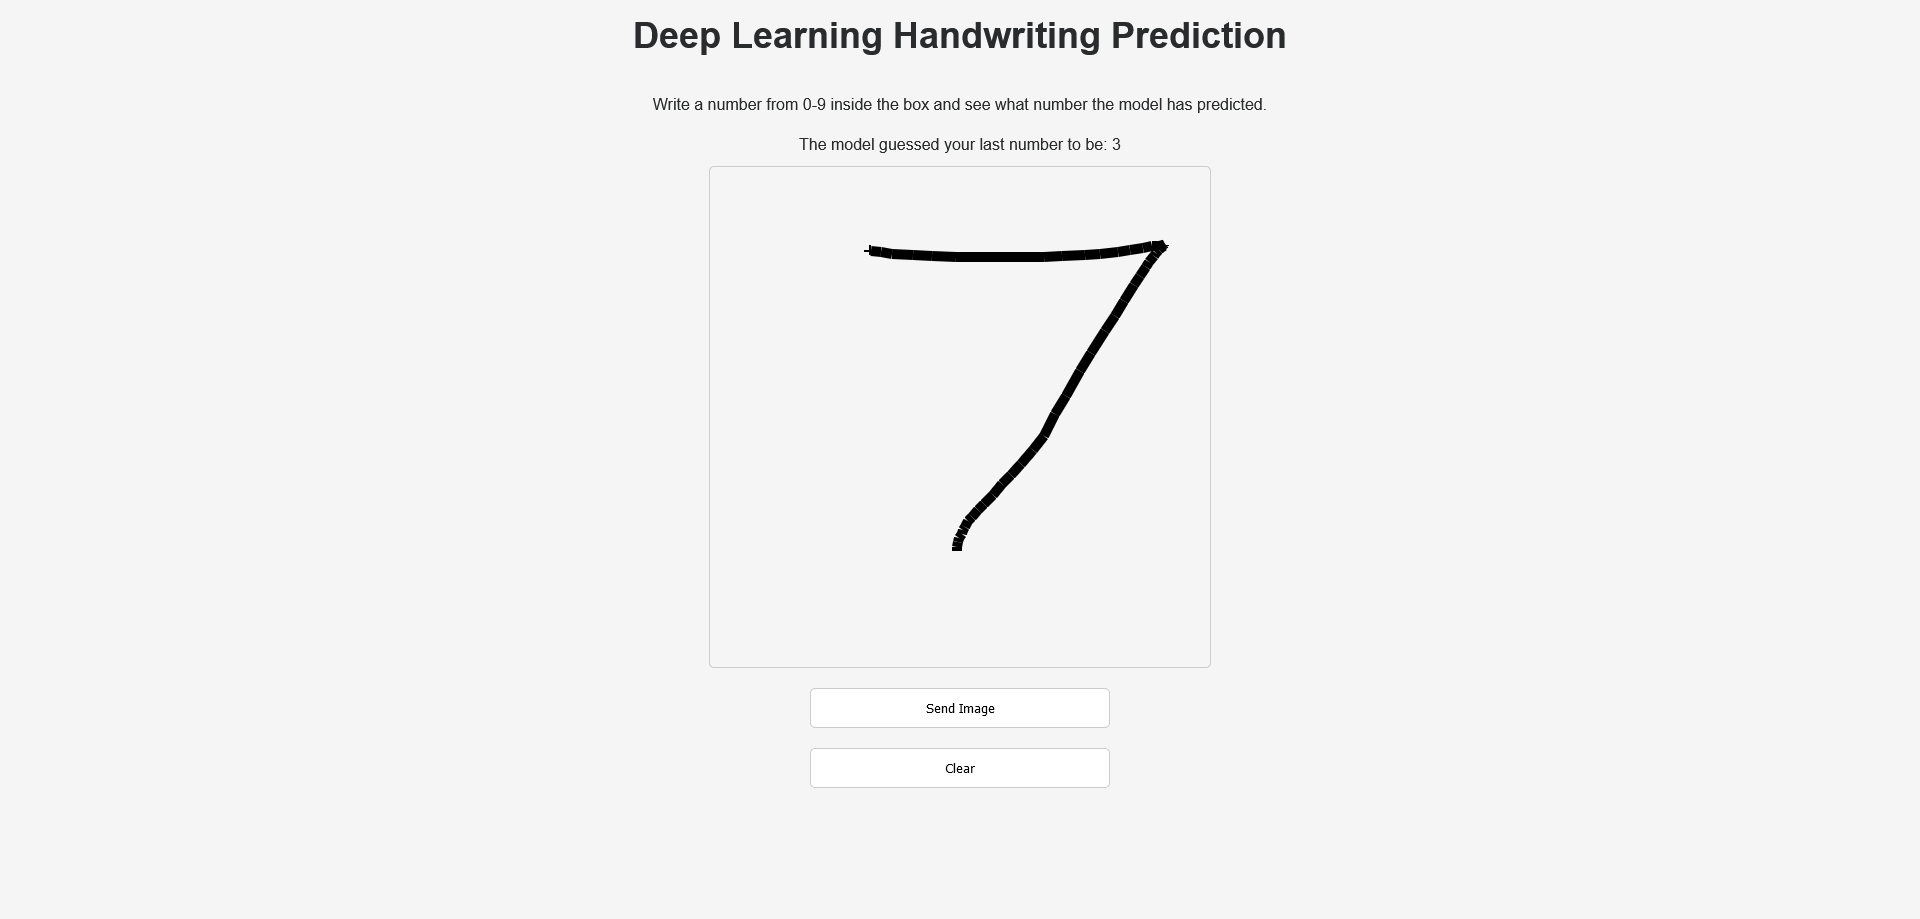 Deep Learning Handwriting Prediction
Write a number from 0-9 inside the box and see what number the model has predicted.
The model guessed your last number to be: 3
7
Send Image
Clear